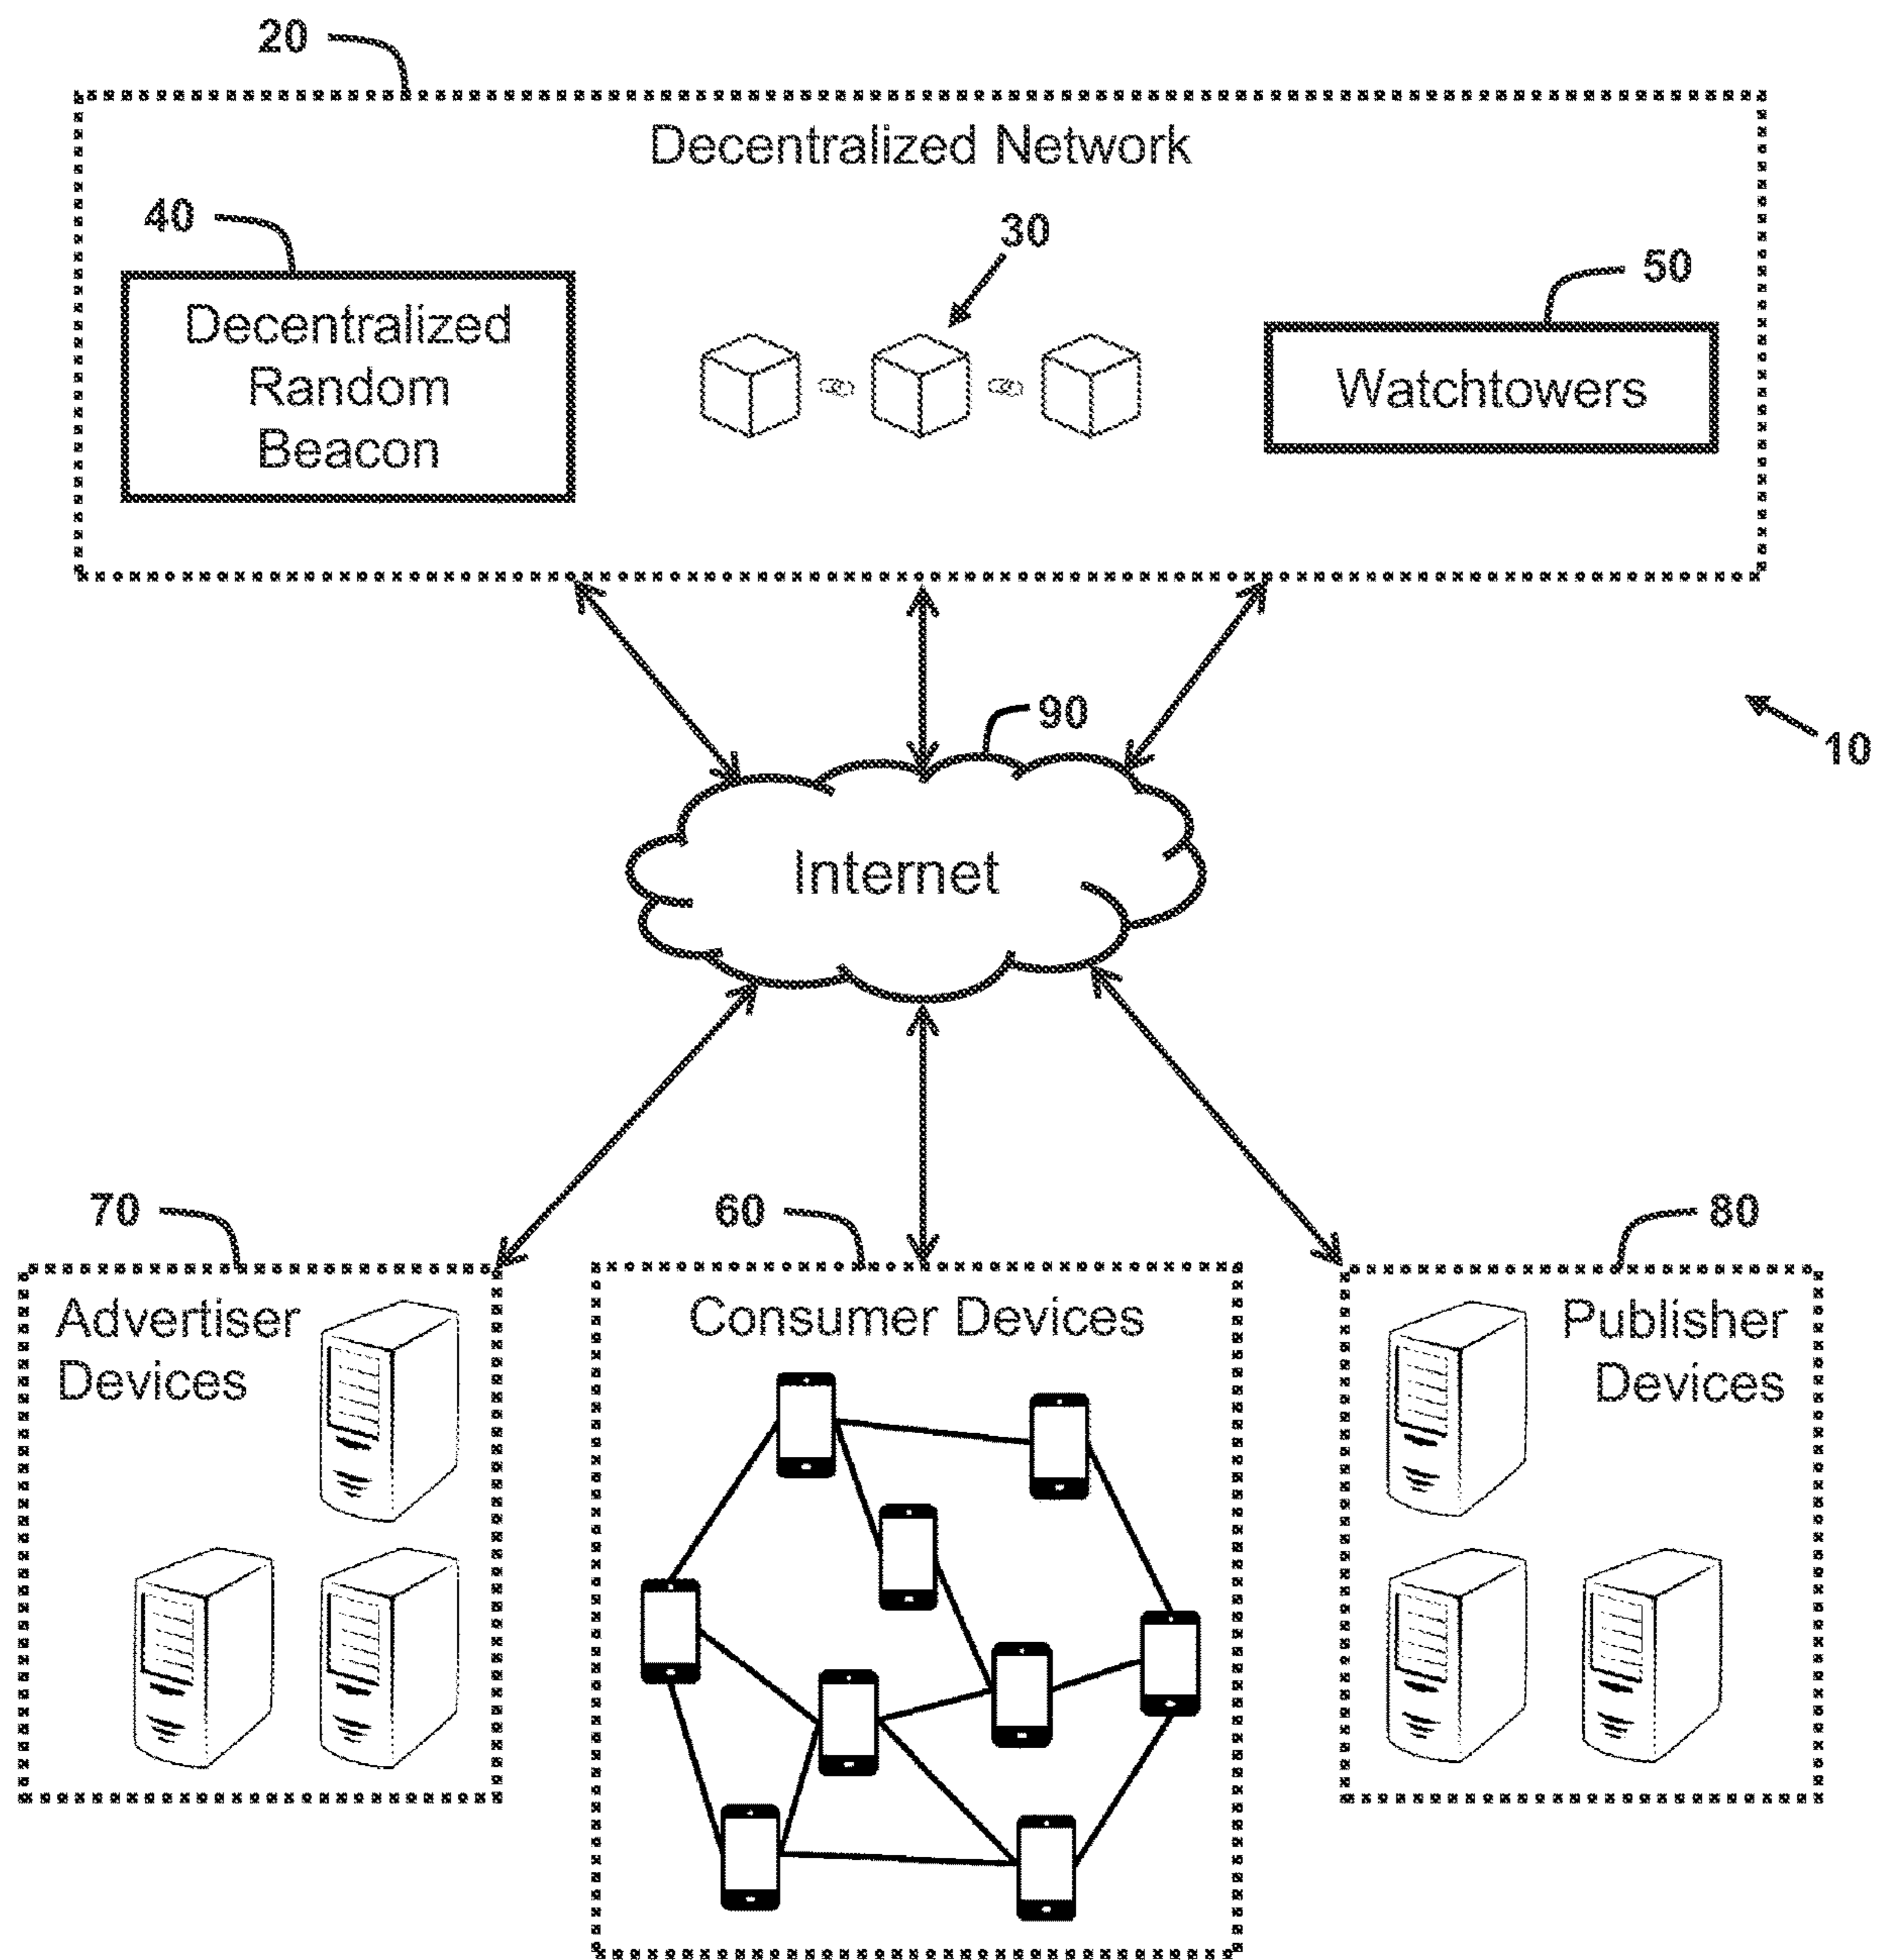 20
Decentralized Network
40
30
50
Decentralized
Random
Beacon
Watchtowers
90
10
Internet
70
60
80
Advertiser
Devices
Consumer Devices
Publisher
Devices